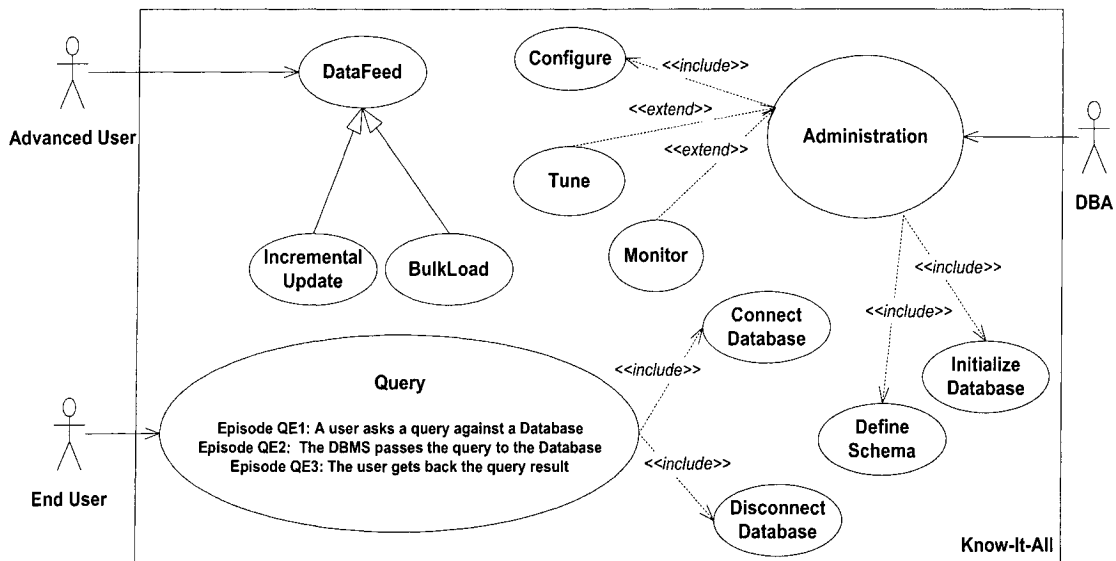 Configure
<<include>>
DataFeed
<<extend>>
Administration
Advanced User
<<extend>>
Tune
DBA
Monitor
Incremental
Update
BulkLoad
<<include>>
Connect
Database
<<include>>
Query
<<include>>
Initialize
Database
Episode QE1: A user asks a query against a Database
Episode QE2: The DBMS passes the query to the Database
Episode QE3: The user gets back the query result
Define
Schema
<<include>>
End User
Disconnect
Database
Know-It-All